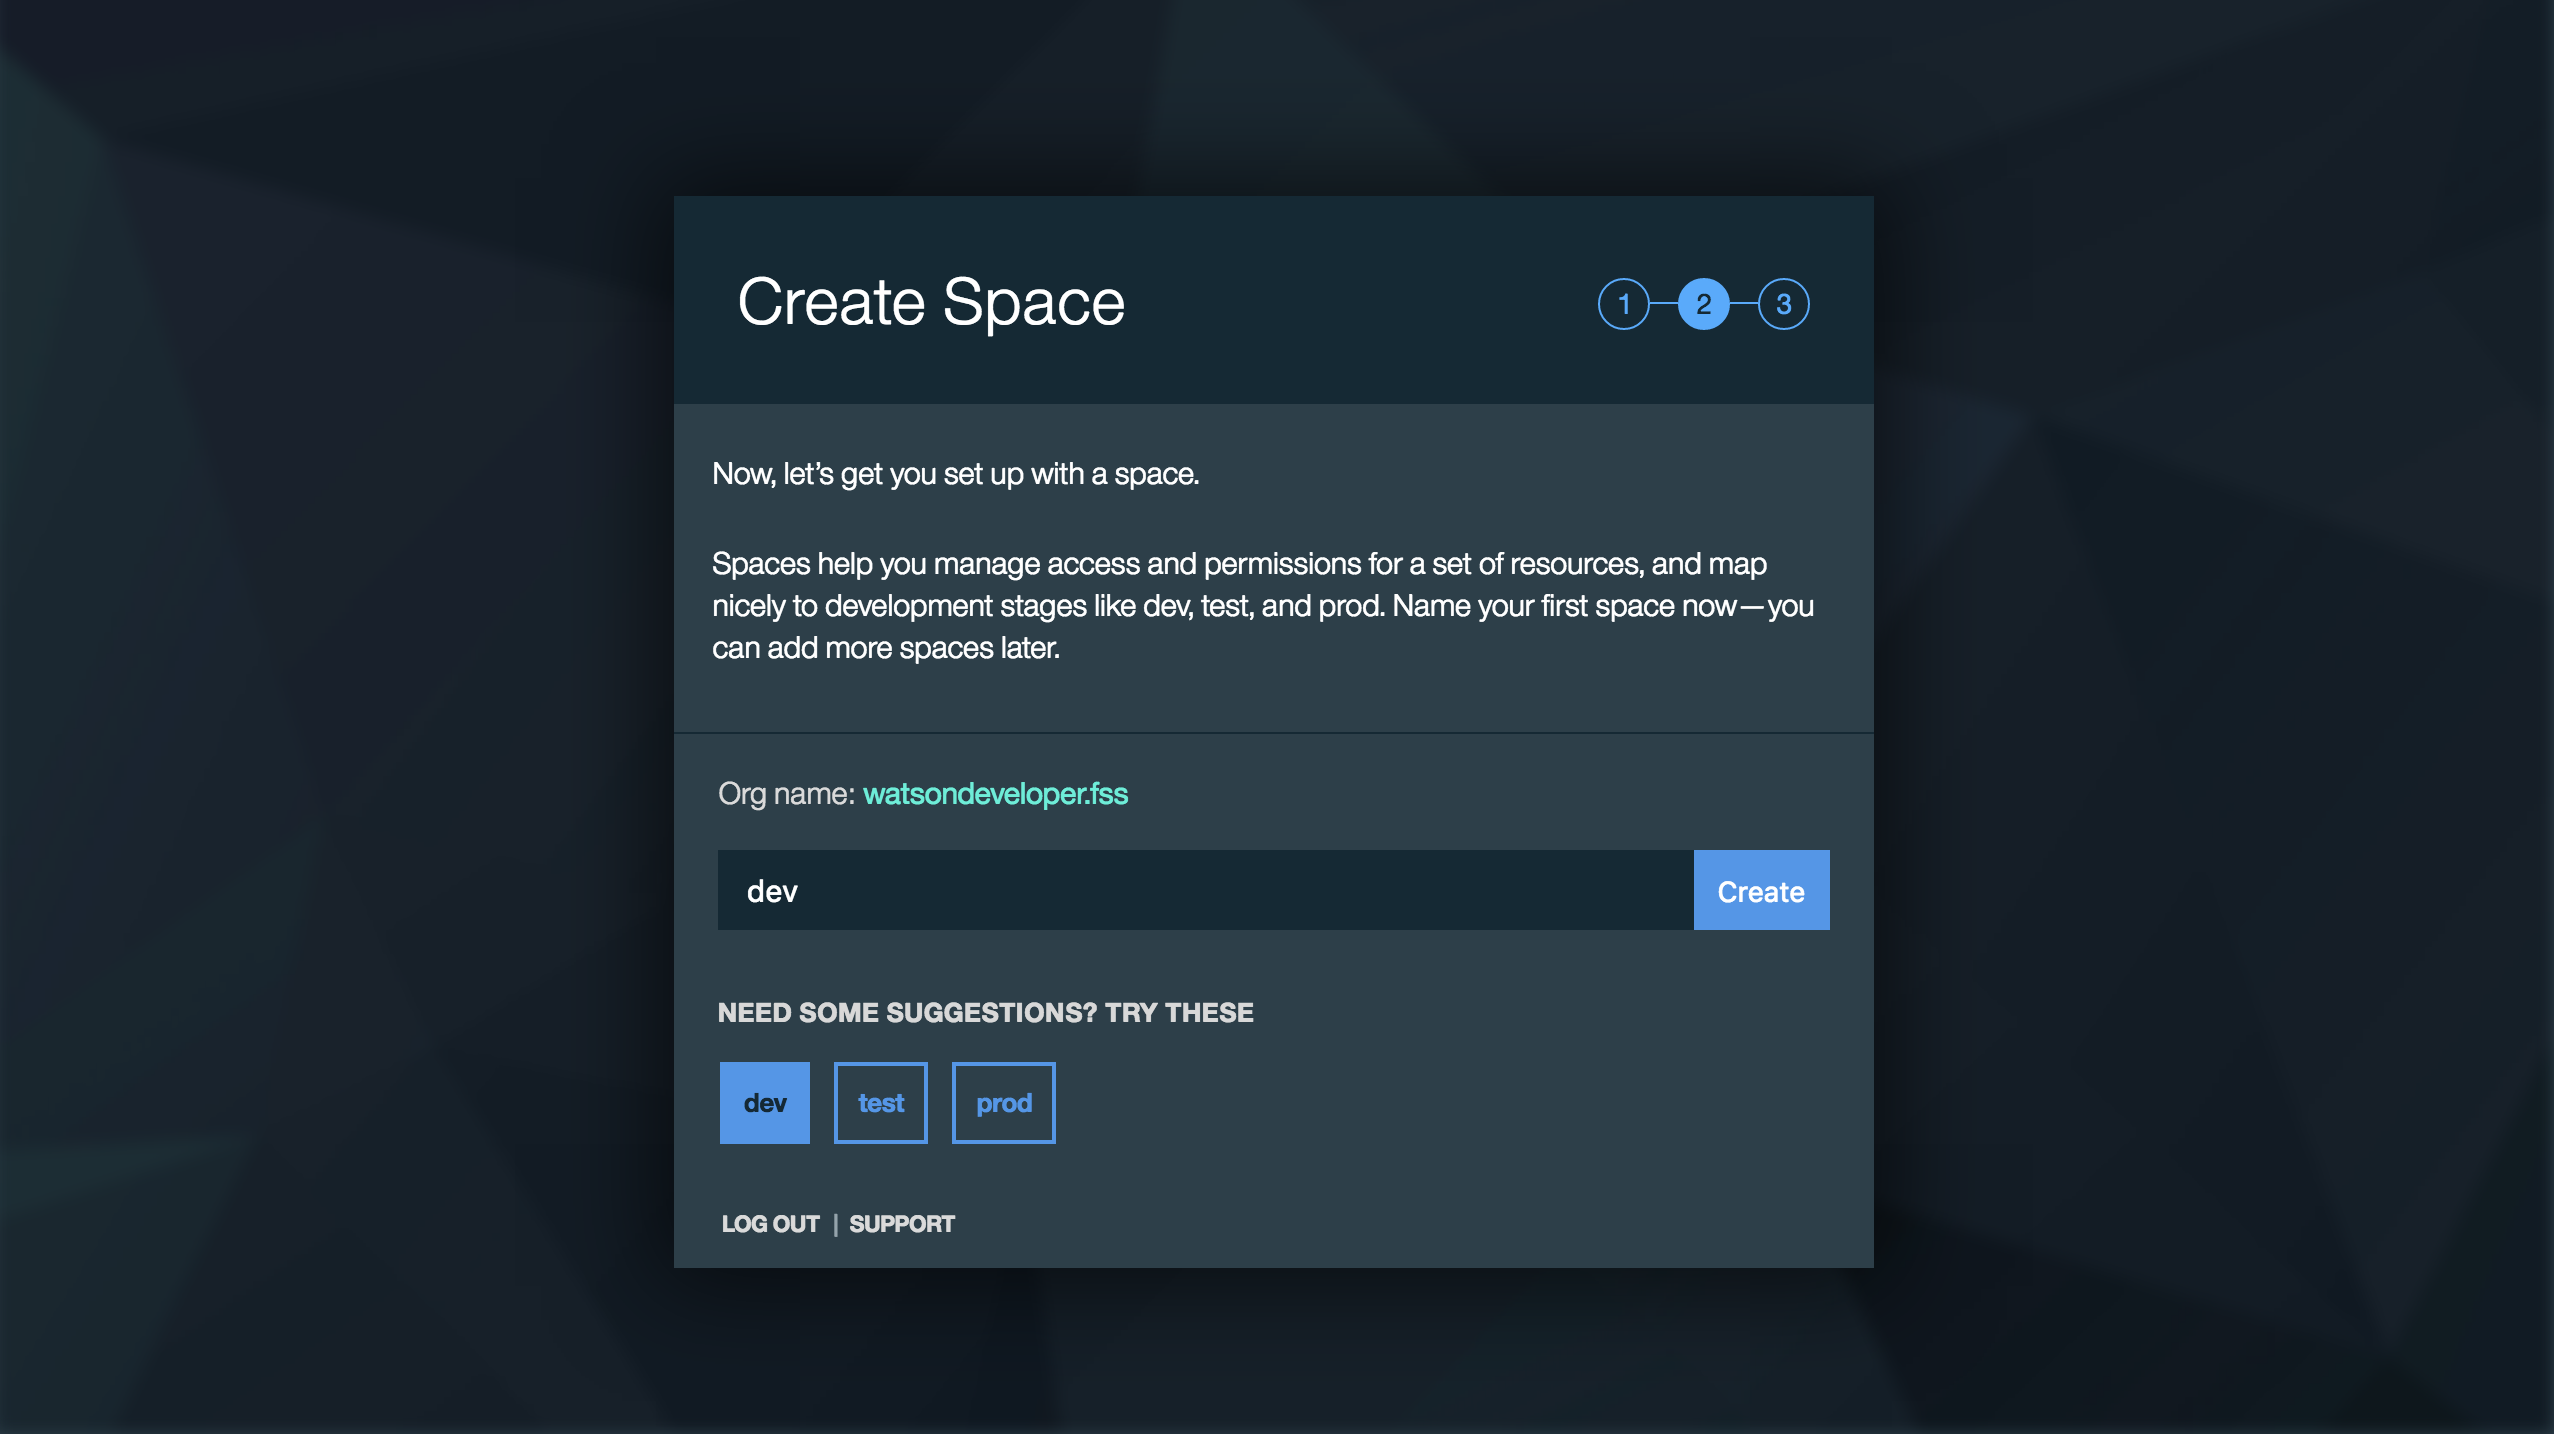 Create Space
1 2 3
Now, let’s get you set up with a space.
Spaces help you manage access and permissions for a set of resources, and map
nicely to development stages like dev, test, and prod. Name your first space now—you
can add more spaces later.
Org name: watsondeveloper.fss
dev
Create
NEED SOME SUGGESTIONS? TRY THESE
dev test prod
LOG OUT | SUPPORT